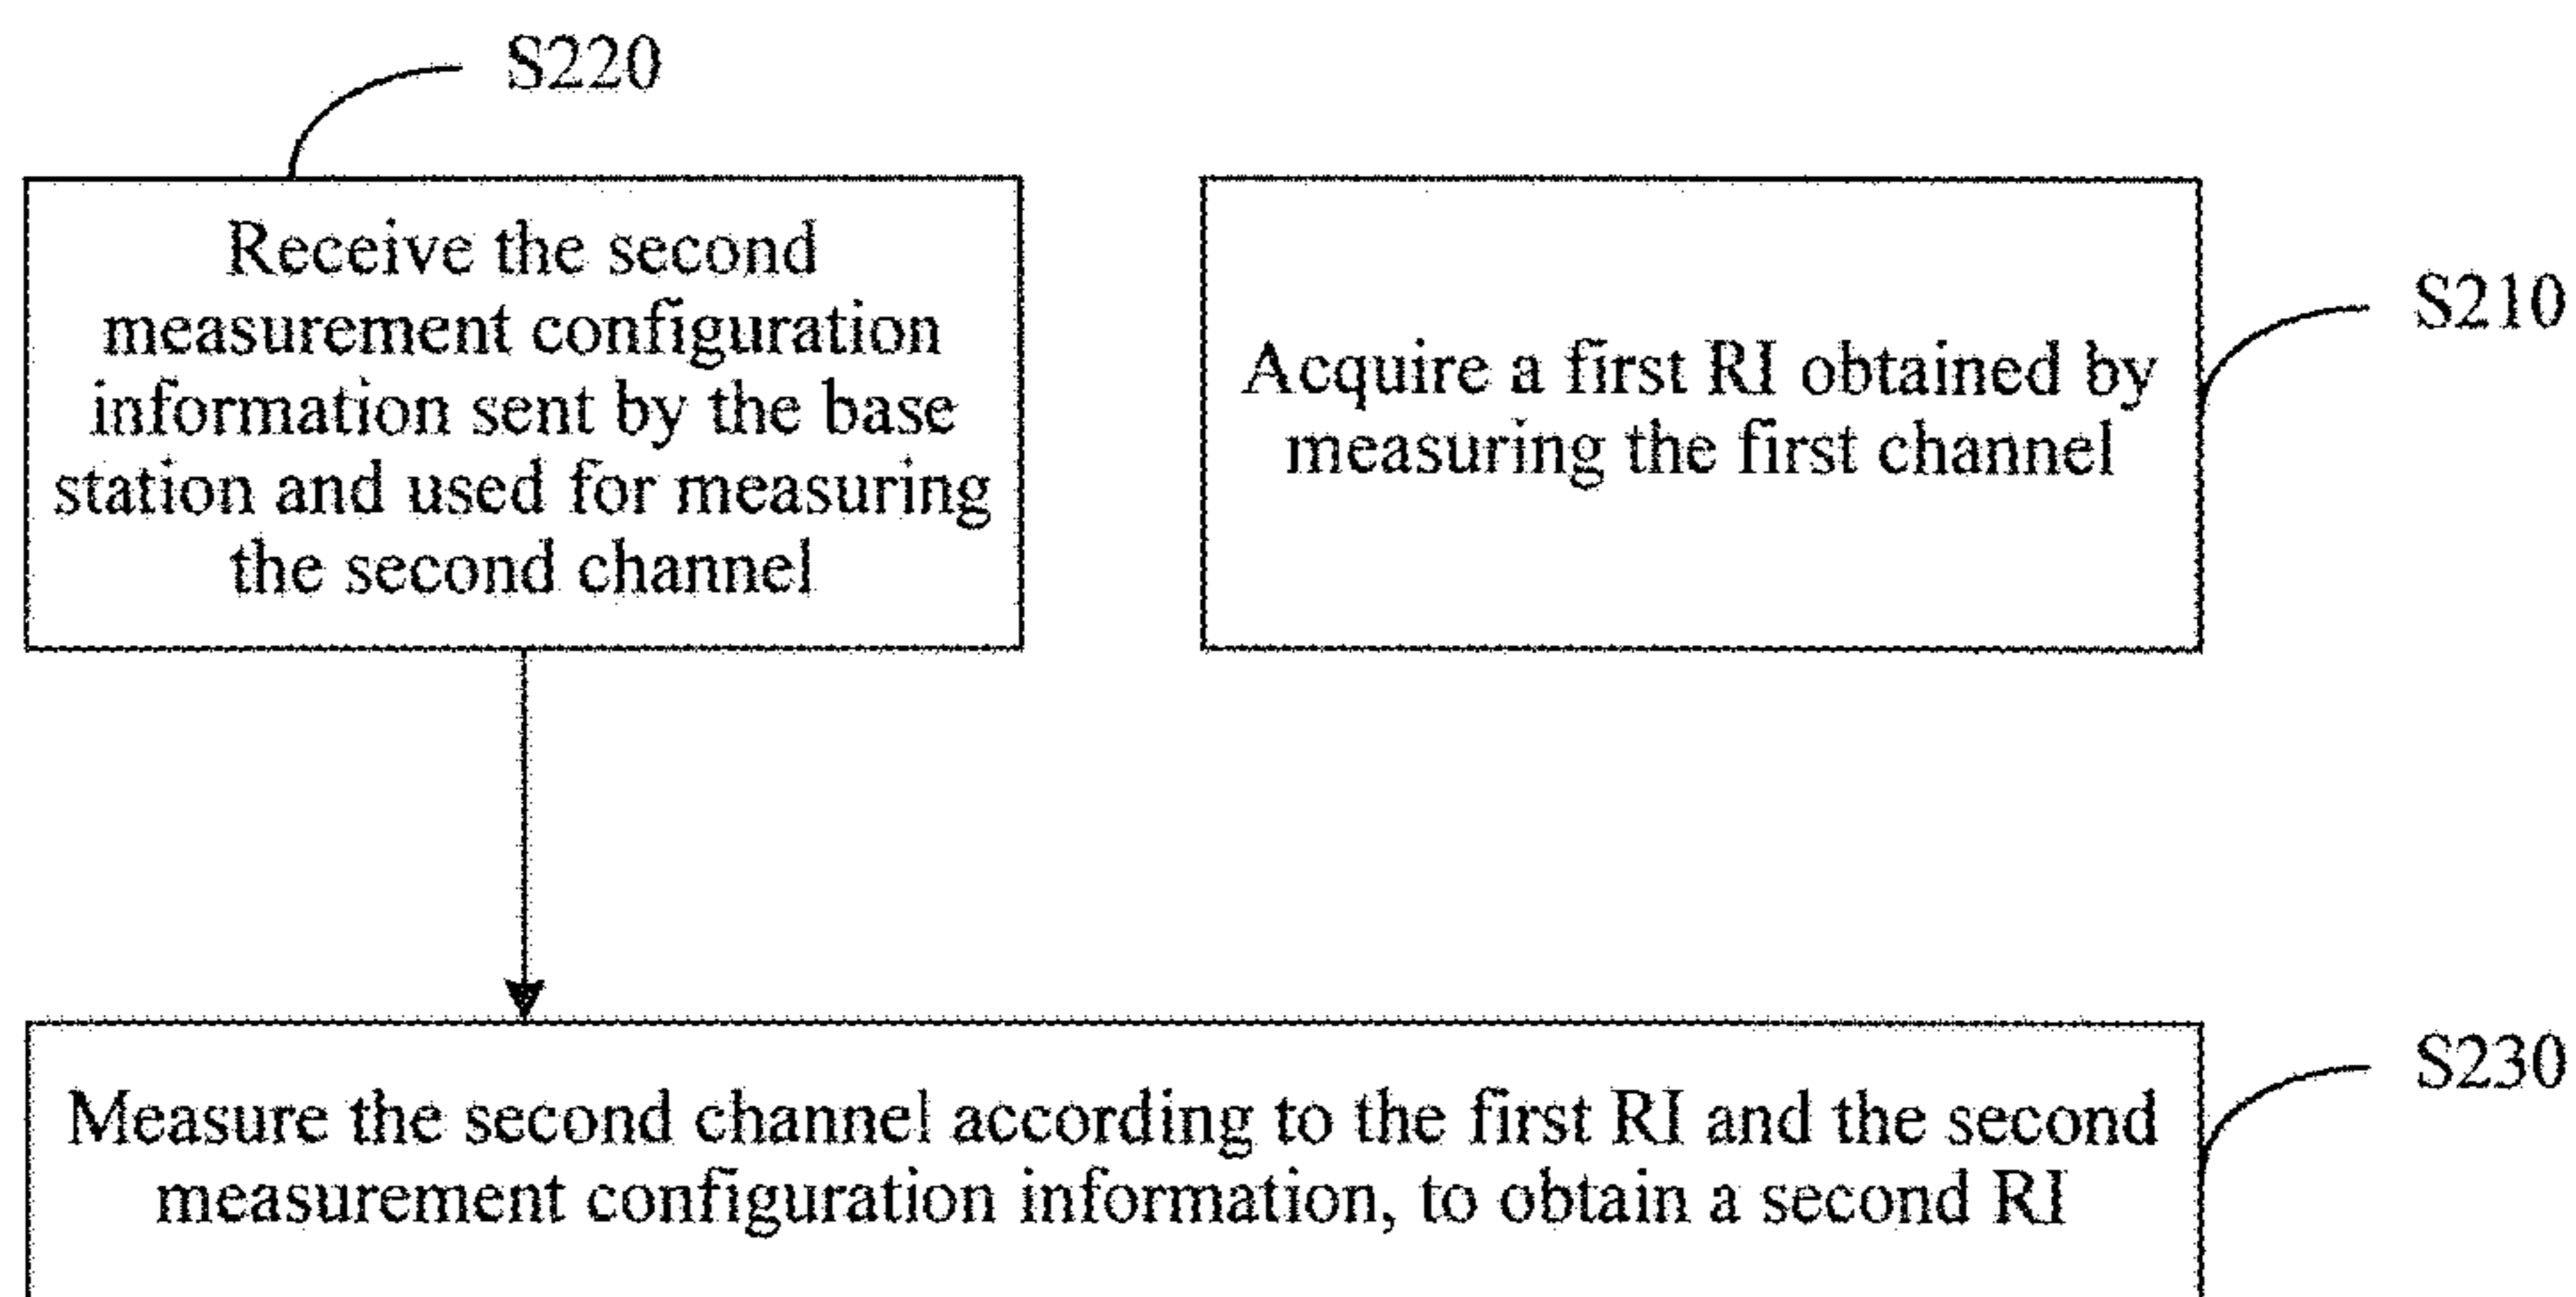 S220
Receive the second
measurement configuration
information sent by the base
station and used for measuring
the second channel
S210
Acquire a first RI obtained by
measuring the first channel
S230
Measure the second channel according to the first RI and the second
measurement configuration information, to obtain a second RI